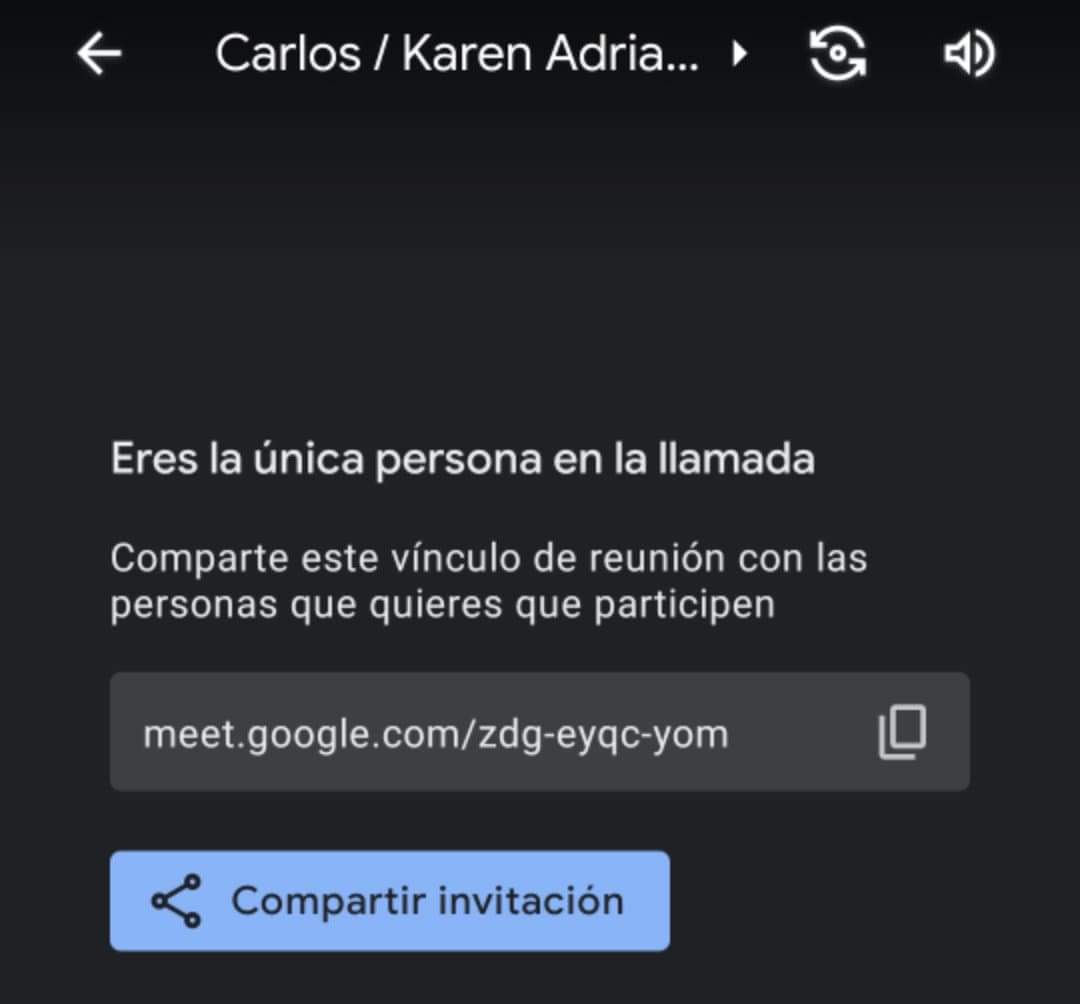 Carlos / Karen Adria...
Eres la única persona en la llamada
Comparte este vínculo de reunión con las
personas que quieres que participen
meet.google.com/zdg-eyqc-yom
Compartir invitación